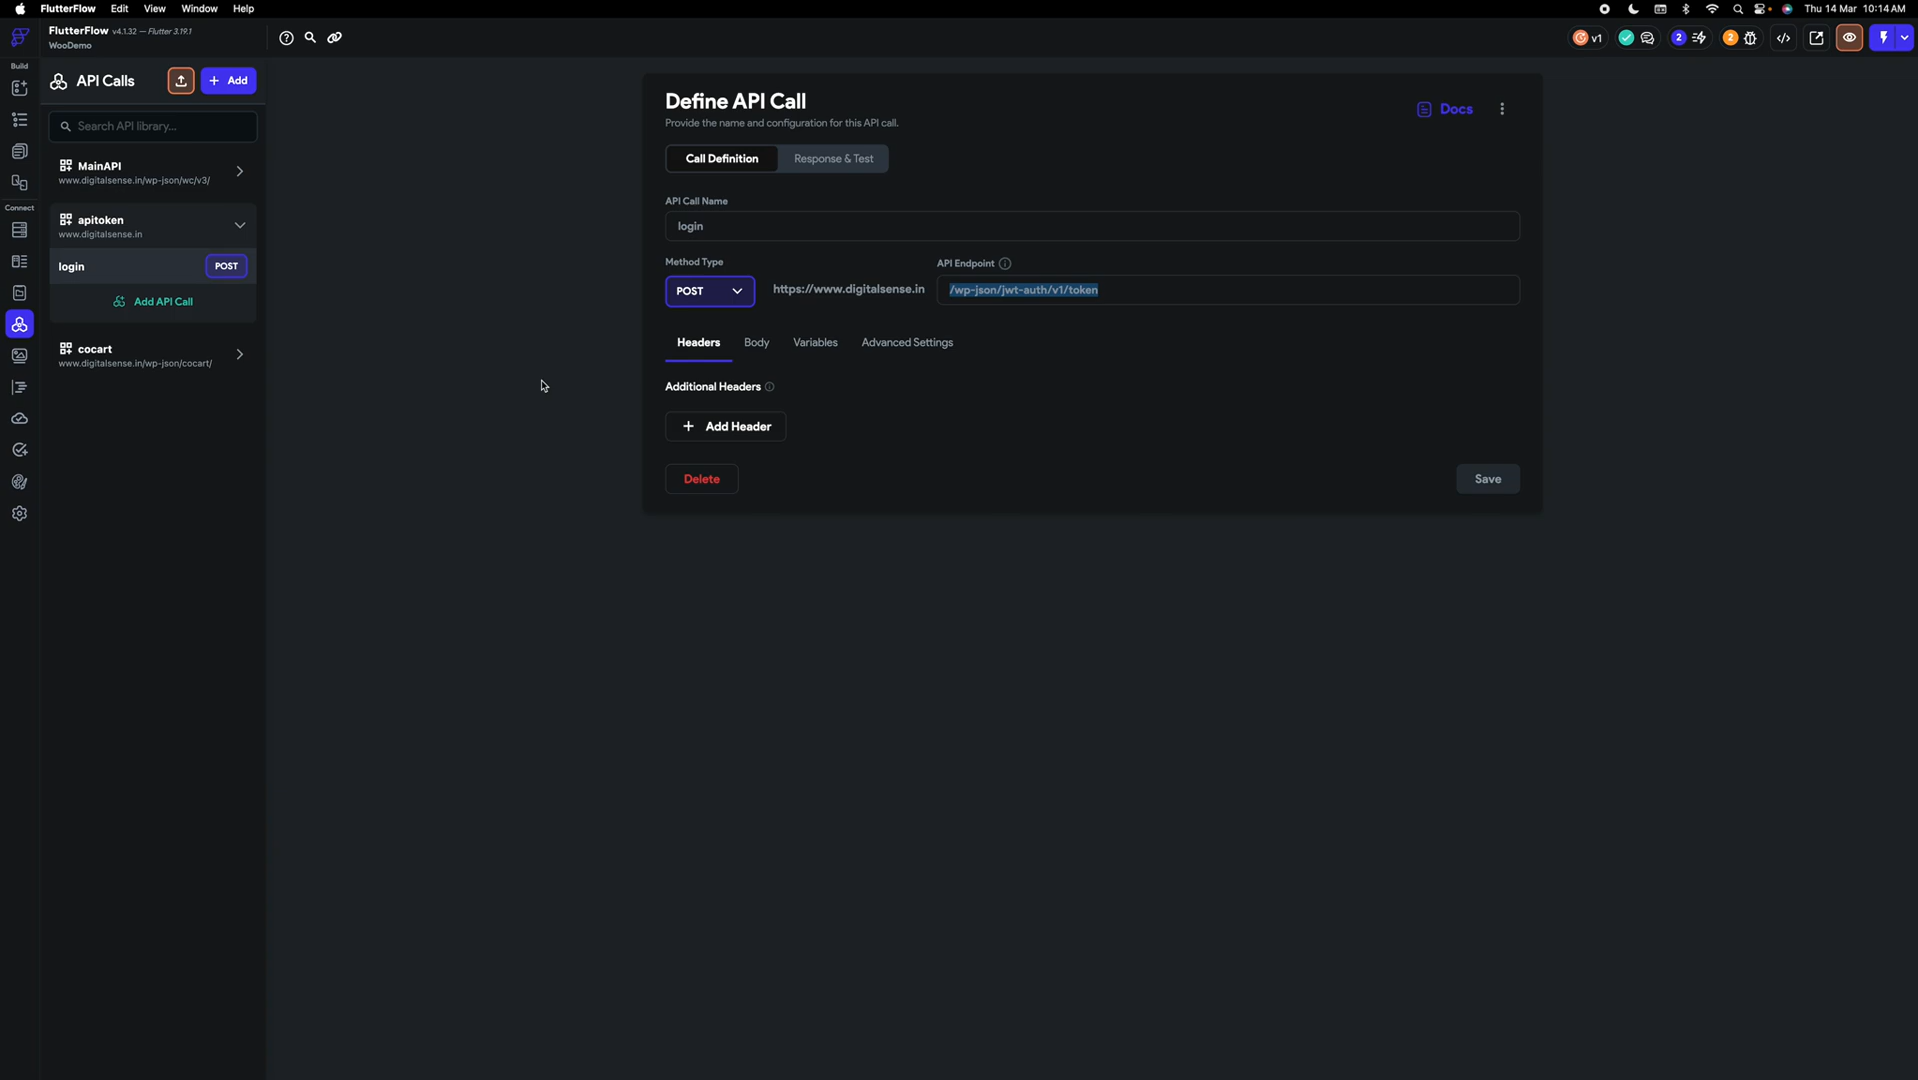 FlutterFlow Edit View Window Help
Thu 14 Mar 10:14 AM
FlutterFlow v4.1.32 — Flutter 3.19.1
WooDemo
v1
2
2
Build
API Calls
Add
Search API library...
MainAPI
www.digitalsense.in/wp-json/wc/v3/
Connect
apitoken
www.digitalsense.in
login POST
Add API Call
cocart
www.digitalsense.in/wp-json/cocart/
Define API Call
Provide the name and configuration for this API call.
Docs
Call Definition Response & Test
API Call Name
login
Method Type
API Endpoint
POST
https://www.digitalsense.in
/wp-json/jwt-auth/v1/token
Headers Body Variables Advanced Settings
Additional Headers
Add Header
Delete
Save